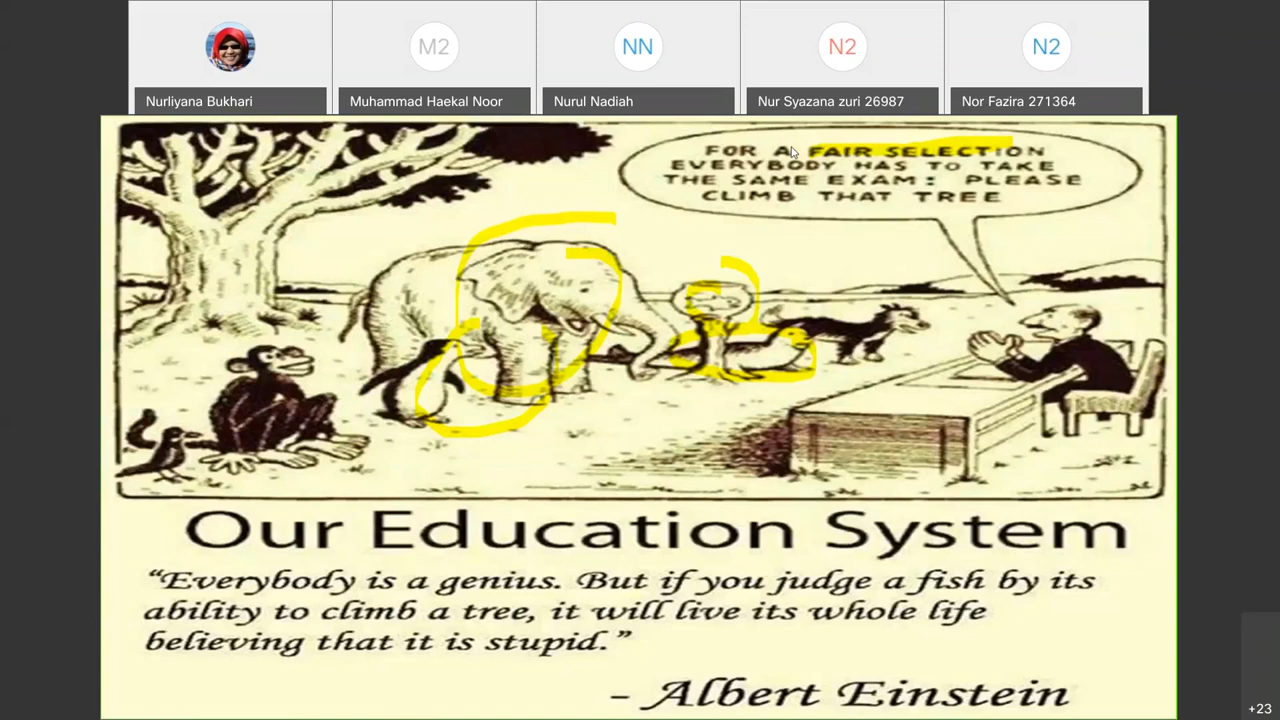 M2
NN
N2
N2
Nurliyana Bukhari
Muhammad Haekal Noor
Nurul Nadiah
Nur Syazana zuri 26987
Nor Fazira 271364
FOR A FAIR SELECTION
EVERYBODY HAS TO TAKE
THE SAME EXAM: PLEASE
CLIMB THAT TREE
Our Education System
“Everybody is a genius. But if you judge a fish by its
ability to climb a tree, it will live its whole life
believing that it is stupid.”
- Albert Einstein
+23